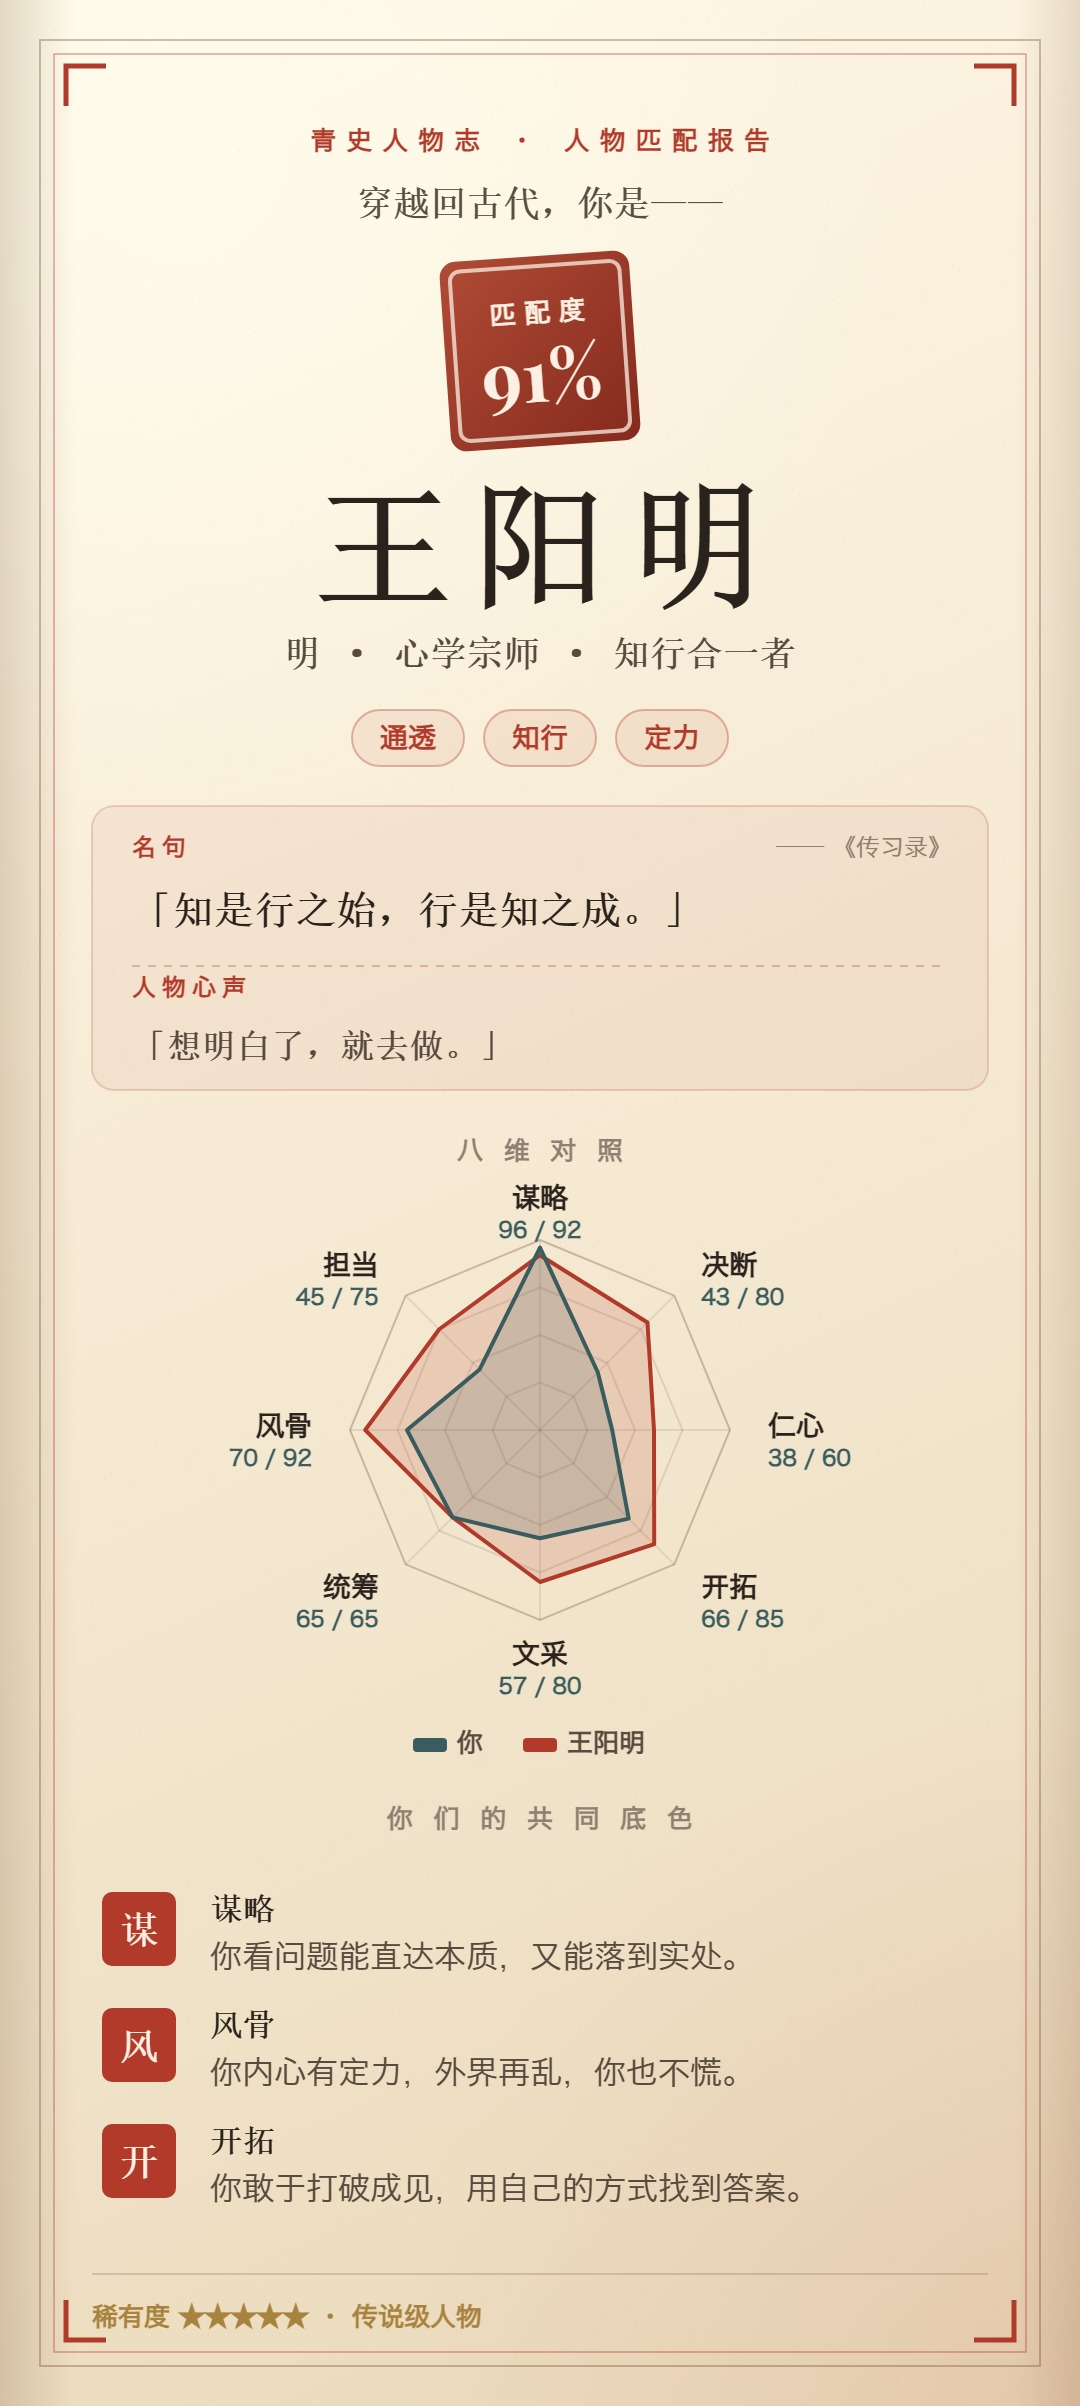 青史人物志 · 人物匹配报告
穿越回古代，你是——
匹配度
91%
王阳明
明 • 心学宗师 • 知行合一者
通透 知行 定力
名句 —— 《传习录》
「知是行之始，行是知之成。」
人物心声
「想明白了，就去做。」
八维对照
谋略
96 / 92
担当
45 / 75
决断
43 / 80
风骨
70 / 92
仁心
38 / 60
统筹
65 / 65
开拓
66 / 85
文采
57 / 80
你 王阳明
你们的共同底色
谋
谋略
你看问题能直达本质，又能落到实处。
风
风骨
你内心有定力，外界再乱，你也不慌。
开
开拓
你敢于打破成见，用自己的方式找到答案。
稀有度 ★★★★★ · 传说级人物